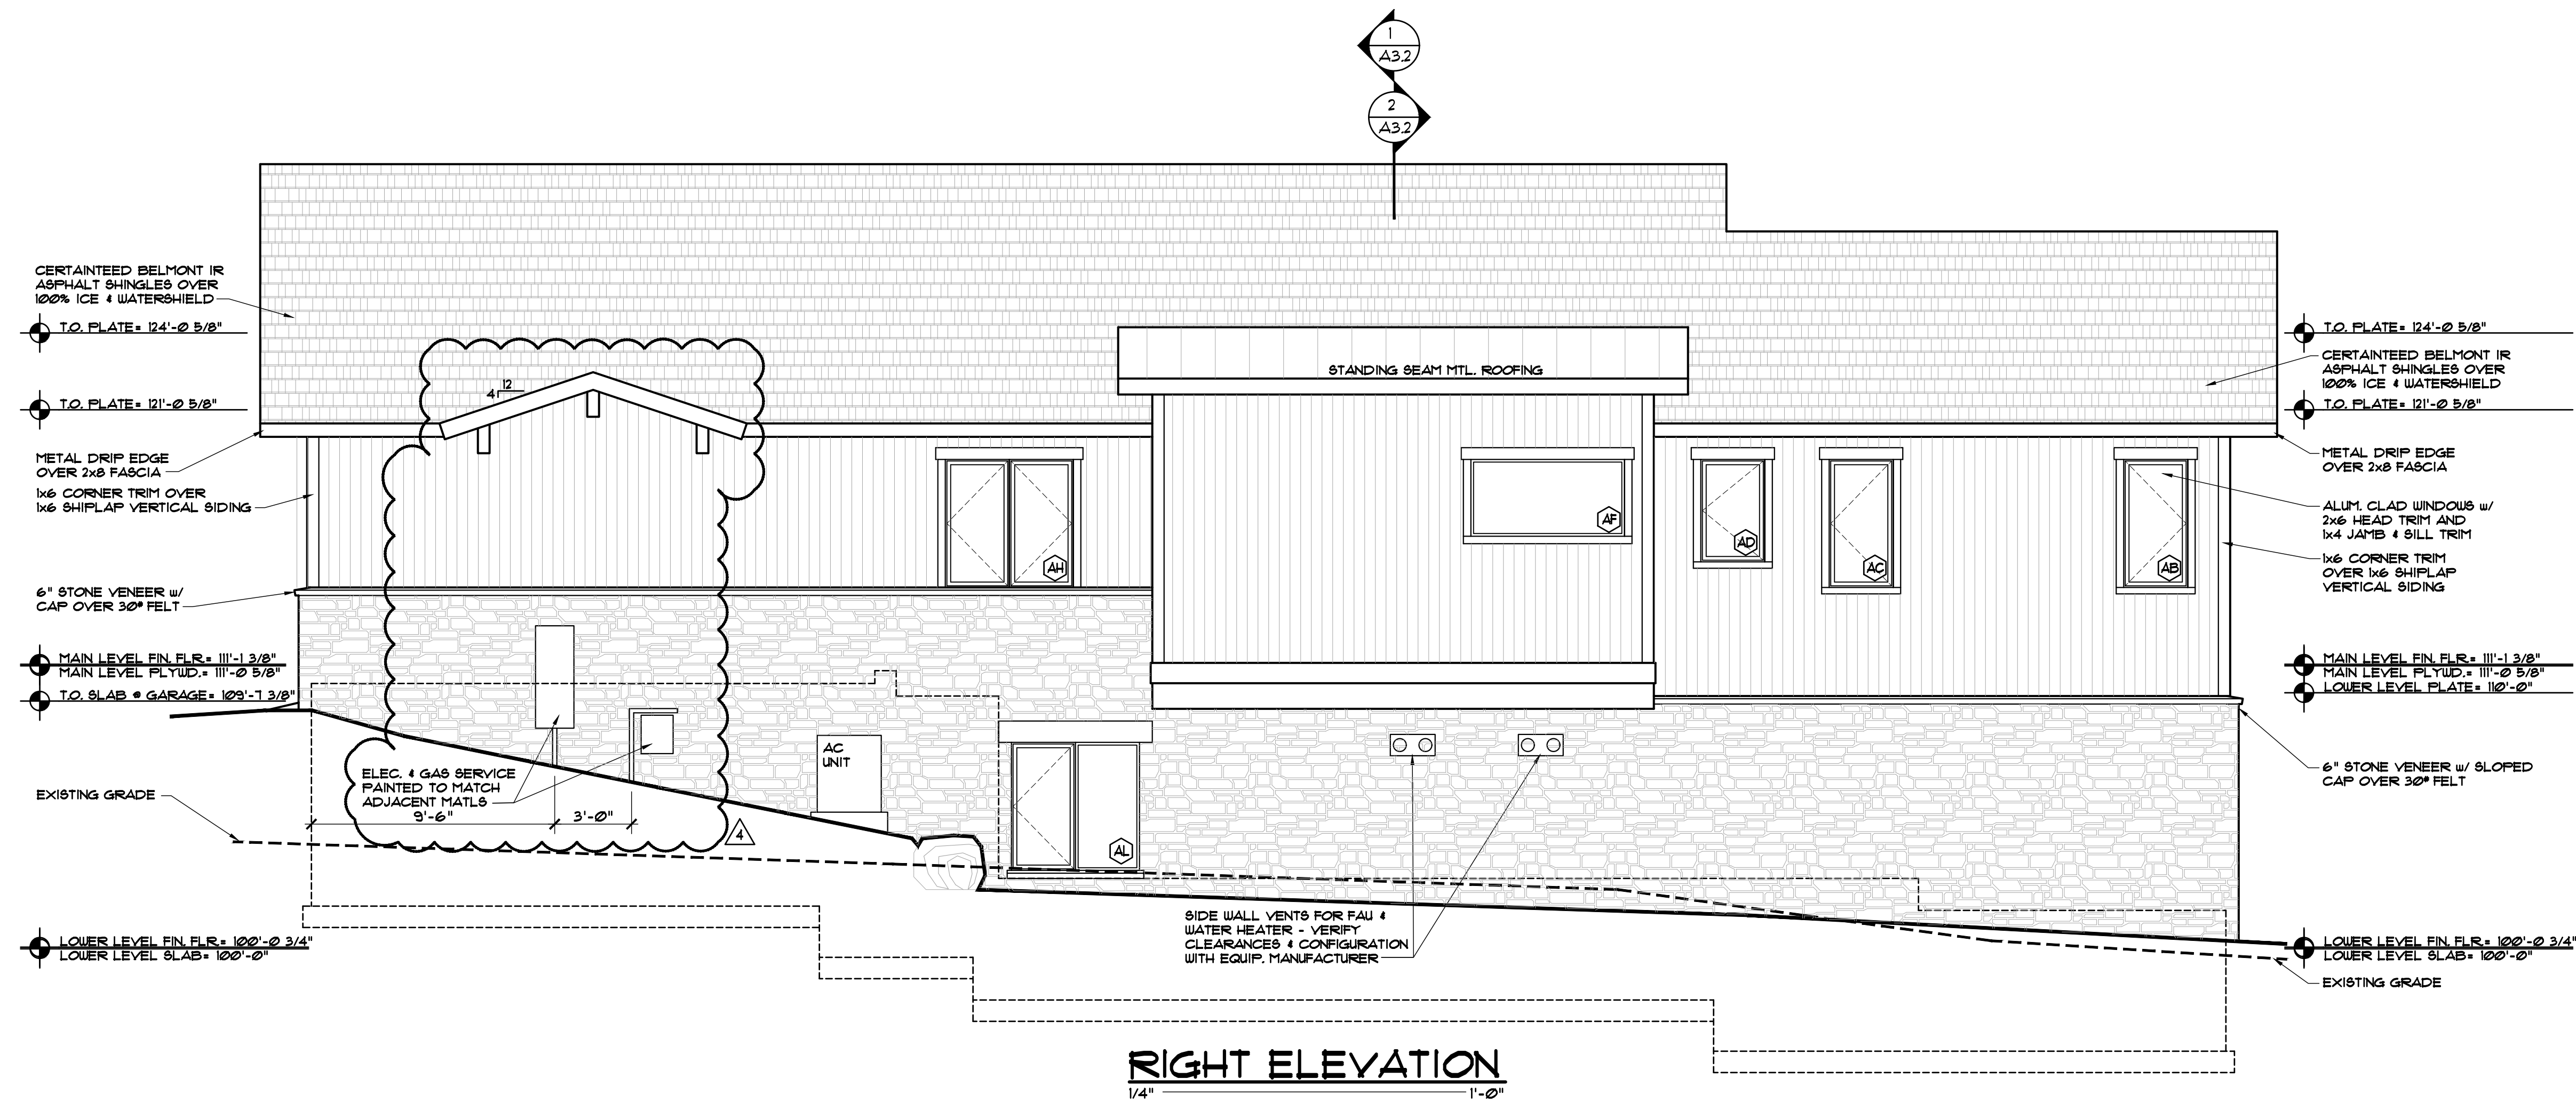 1
A3.2
2
A3.2
CERTAINTEED BELMONT IR
ASPHALT SHINGLES OVER
100% ICE & WATERSHIELD
T.O. PLATE= 124'-0 5/8"
T.O. PLATE= 121'-0 5/8"
METAL DRIP EDGE
OVER 2x8 FASCIA
1x6 CORNER TRIM OVER
1x6 SHIPLAP VERTICAL SIDING
6" STONE VENEER w/
CAP OVER 30# FELT
MAIN LEVEL FIN. FLR.= 111'-1 3/8"
MAIN LEVEL PLYWD.= 111'-0 5/8"
T.O. SLAB @ GARAGE= 109'-7 3/8"
EXISTING GRADE
LOWER LEVEL FIN. FLR.= 100'-0 3/4"
LOWER LEVEL SLAB= 100'-0"
12
4
STANDING SEAM MTL. ROOFING
AH
AF
AD
AC
AB
AC
UNIT
AL
ELEC. & GAS SERVICE
PAINTED TO MATCH
ADJACENT MATLS
9'-6"
3'-0"
4
SIDE WALL VENTS FOR FAU &
WATER HEATER - VERIFY
CLEARANCES & CONFIGURATION
WITH EQUIP. MANUFACTURER
T.O. PLATE= 124'-0 5/8"
CERTAINTEED BELMONT IR
ASPHALT SHINGLES OVER
100% ICE & WATERSHIELD
T.O. PLATE= 121'-0 5/8"
METAL DRIP EDGE
OVER 2x8 FASCIA
ALUM. CLAD WINDOWS w/
2x6 HEAD TRIM AND
1x4 JAMB & SILL TRIM
1x6 CORNER TRIM
OVER 1x6 SHIPLAP
VERTICAL SIDING
MAIN LEVEL FIN. FLR.= 111'-1 3/8"
MAIN LEVEL PLYWD.= 111'-0 5/8"
LOWER LEVEL PLATE= 110'-0"
6" STONE VENEER w/ SLOPED
CAP OVER 30# FELT
LOWER LEVEL FIN. FLR.= 100'-0 3/4"
LOWER LEVEL SLAB= 100'-0"
EXISTING GRADE
RIGHT ELEVATION
1/4" 1'-0"